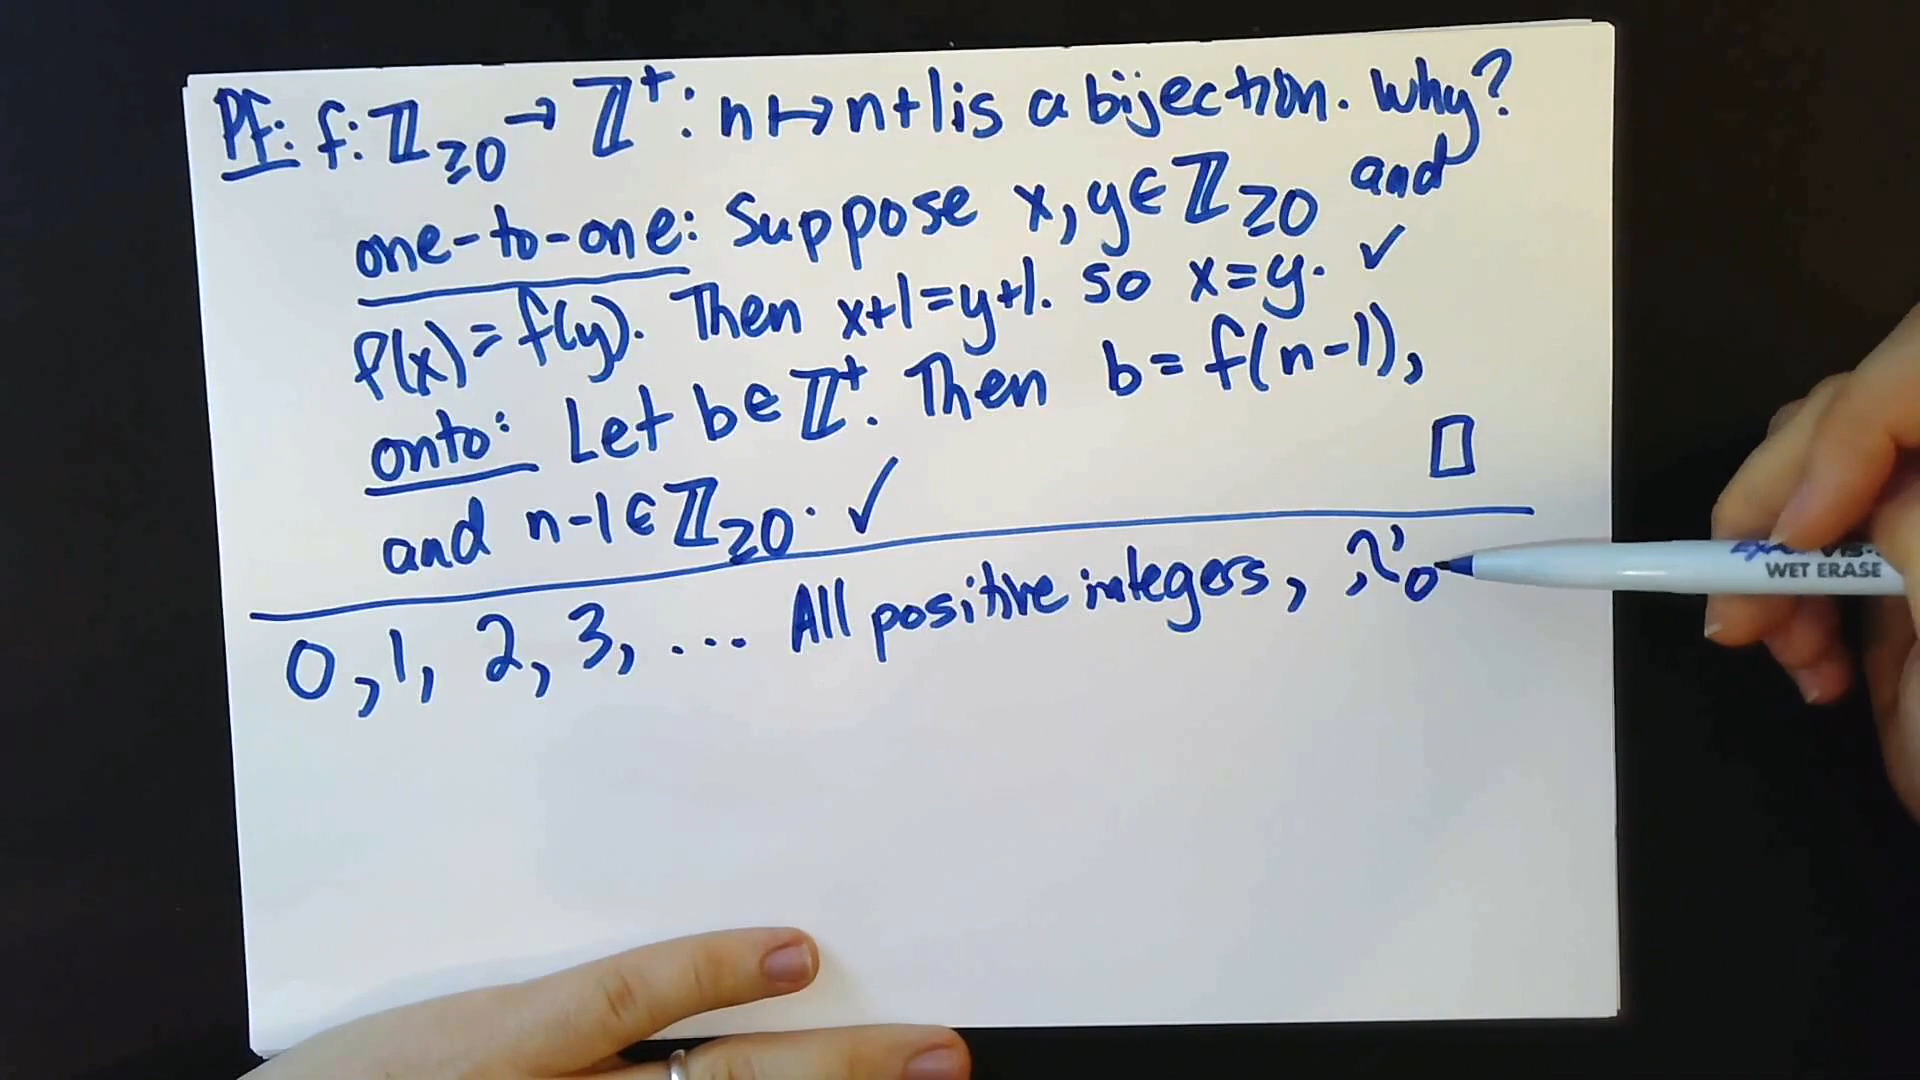 Pf: f: ℤ≥0 → ℤ⁺: n ↦ n+1 is a bijection. Why?
one-to-one: Suppose x, y ∈ ℤ≥0 and
f(x) = f(y). Then x+1 = y+1. So x = y. ✓
onto: Let b ∈ ℤ⁺. Then b = f(n-1),
and n-1 ∈ ℤ≥0. ✓ □
0, 1, 2, 3, ... All positive integers,
WET ERASE